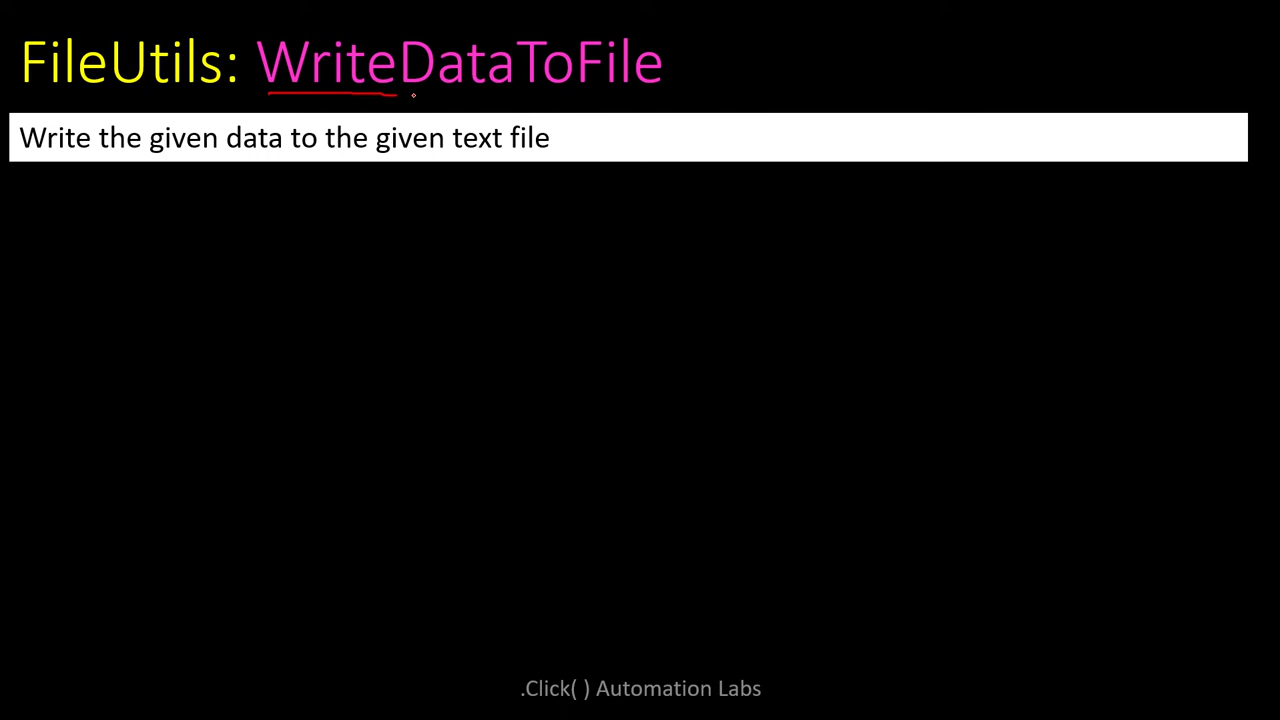 FileUtils: WriteDataToFile
Write the given data to the given text file
.Click( ) Automation Labs